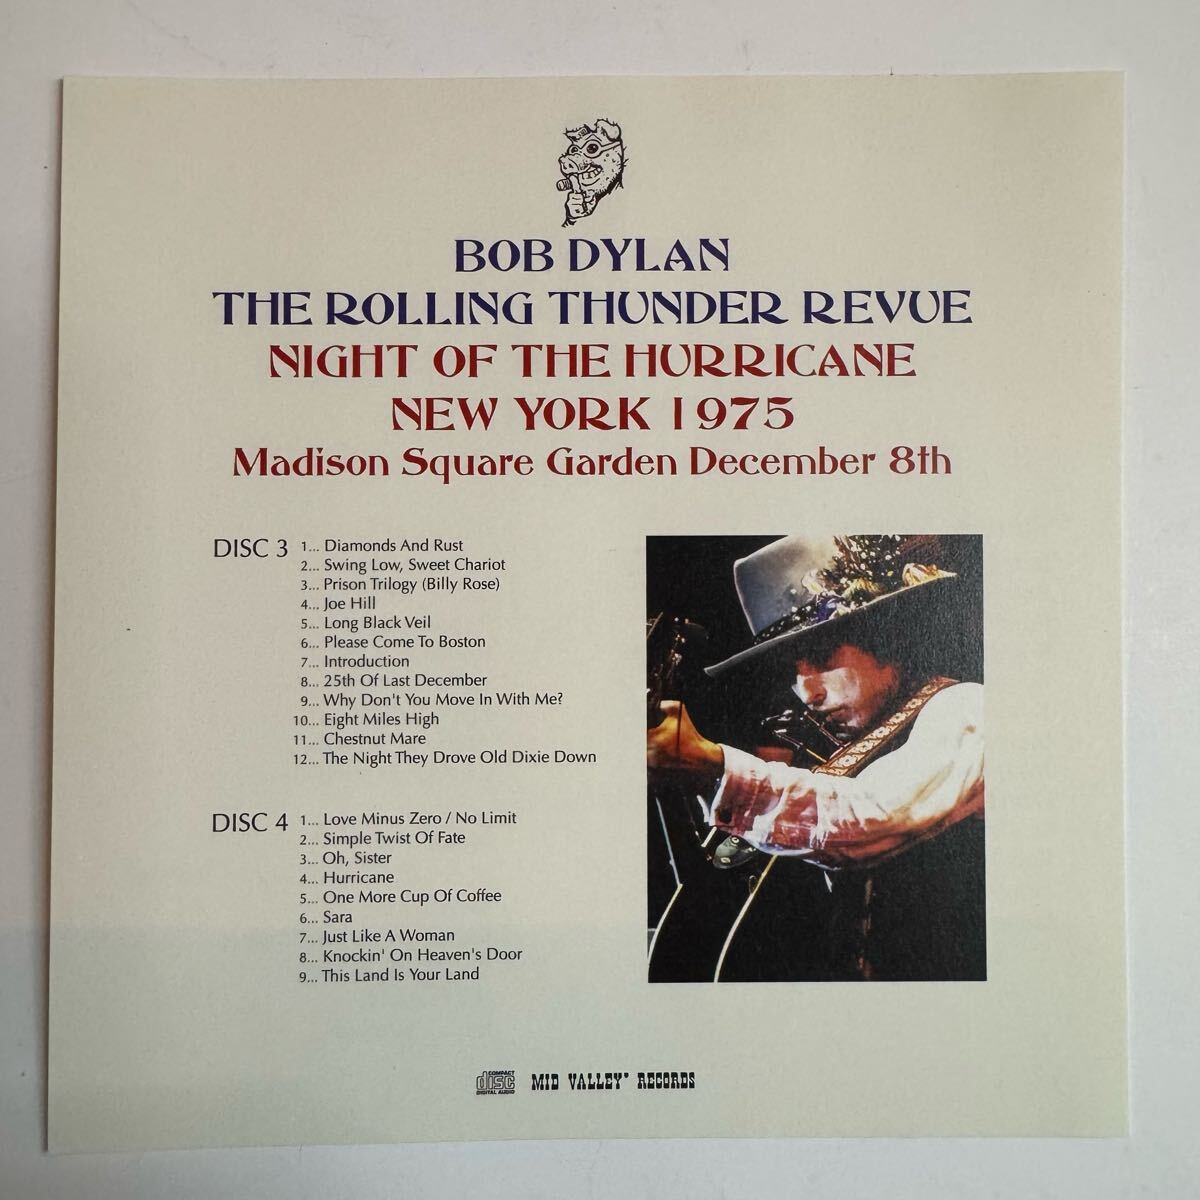 BOB DYLAN
THE ROLLING THUNDER REVUE
NIGHT OF THE HURRICANE
NEW YORK 1975
Madison Square Garden December 8th
DISC 3
1... Diamonds And Rust
2... Swing Low, Sweet Chariot
3... Prison Trilogy (Billy Rose)
4... Joe Hill
5... Long Black Veil
6... Please Come To Boston
7... Introduction
8... 25th Of Last December
9... Why Don't You Move In With Me?
10... Eight Miles High
11... Chestnut Mare
12... The Night They Drove Old Dixie Down
DISC 4
1... Love Minus Zero / No Limit
2... Simple Twist Of Fate
3... Oh, Sister
4... Hurricane
5... One More Cup Of Coffee
6... Sara
7... Just Like A Woman
8... Knockin' On Heaven's Door
9... This Land Is Your Land
COMPACT
disc
DIGITAL AUDIO
MID VALLEY' RECORDS